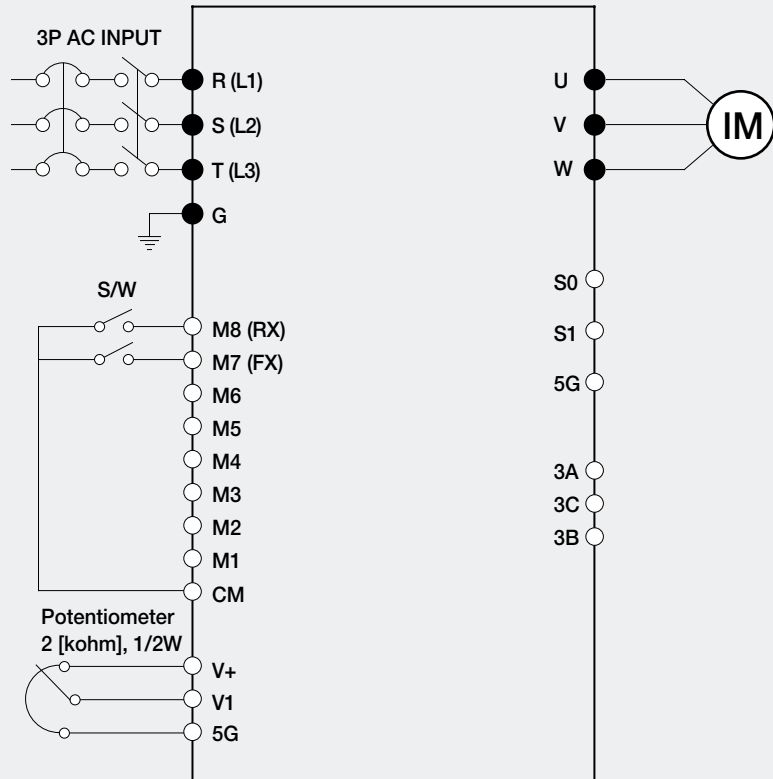 3P AC INPUT
R (L1)
S (L2)
T (L3)
G
U
V
W
IM
S/W
M8 (RX)
M7 (FX)
M6
M5
M4
M3
M2
M1
CM
S0
S1
5G
3A
3C
3B
Potentiometer
2 [kohm], 1/2W
V+
V1
5G